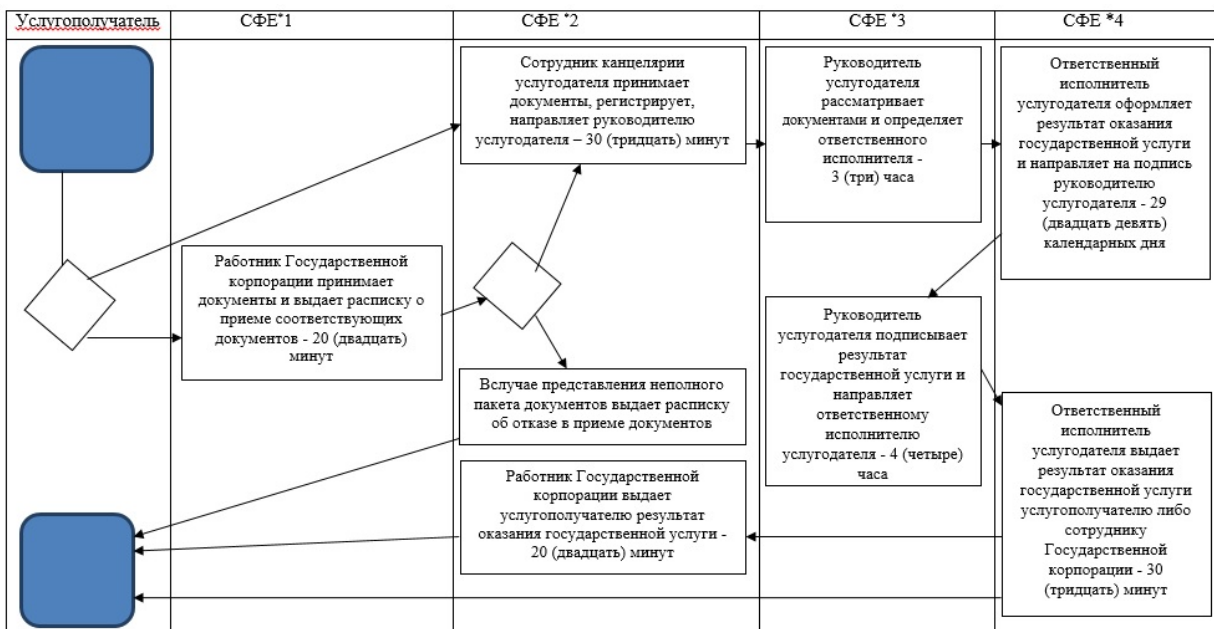 Услугополучатель
СФЕ*1
СФЕ *2
СФЕ *3
СФЕ *4
Сотрудник канцелярии
услугодателя принимает
документы, регистрирует,
направляет руководителю
услугодателя – 30 (тридцать) минут
Руководитель
услугодателя
рассматривает
документами и определяет
ответственного
исполнителя -
3 (три) часа
Ответственный
исполнитель
услугодателя оформляет
результат оказания
государственной услуги
и направляет на подпись
руководителю
услугодателя - 29
(двадцать девять)
календарных дня
Работник Государственной
корпорации принимает
документы и выдает расписку о
приеме соответствующих
документов - 20 (двадцать)
минут
Руководитель
услугодателя подписывает
результат
государственной услуги и
направляет
ответственному
исполнителю
услугодателя - 4 (четыре)
часа
Вслучае представления неполного
пакета документов выдает расписку
об отказе в приеме документов
Ответственный
исполнитель
услугодателя выдает
результат оказания
государственной услуги
услугополучателю либо
сотруднику
Государственной
корпорации - 30
(тридцать) минут
Работник Государственной
корпорации выдает
услугополучателю результат
оказания государственной услуги -
20 (двадцать) минут